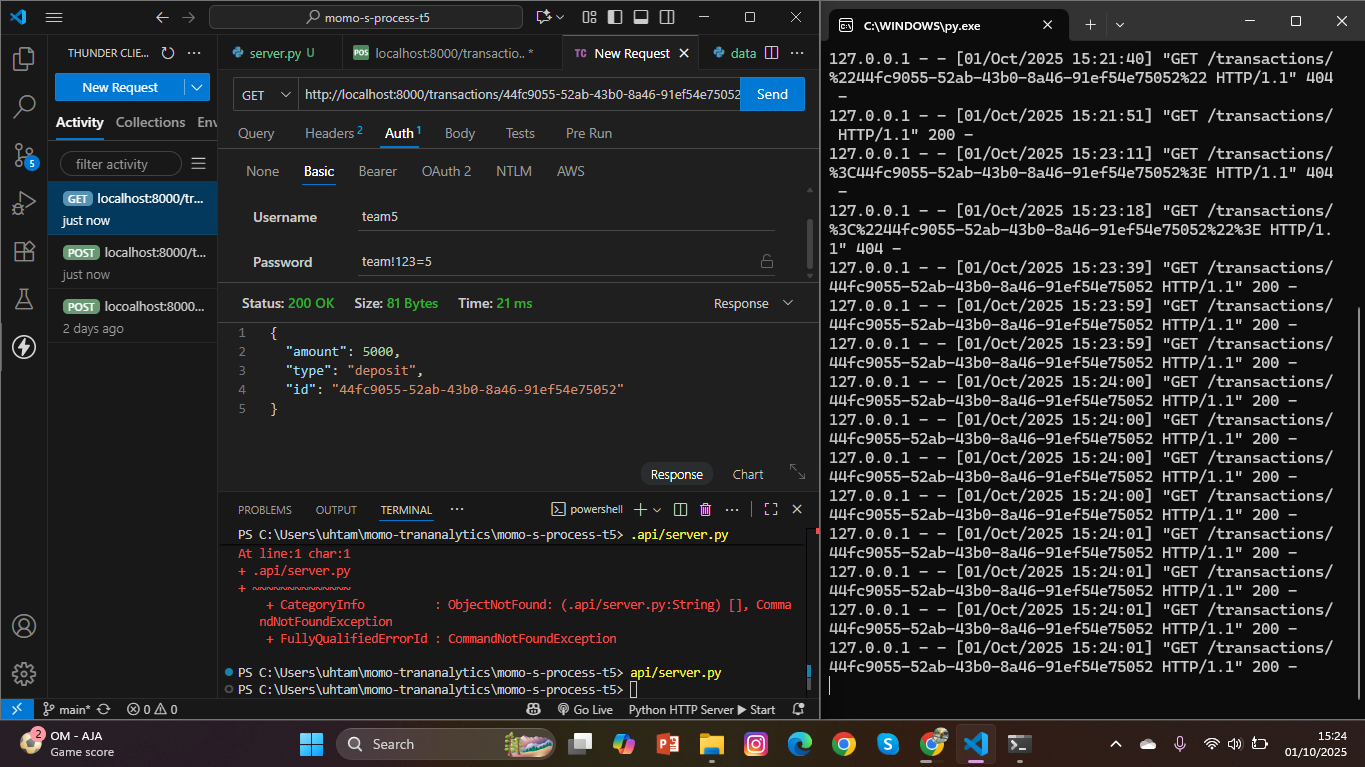 momo-s-process-t5
THUNDER CLIE...
New Request
Activity Collections Env
filter activity
GET localhost:8000/tr...
just now
POST localhost:8000/t...
just now
POST locoalhost:8000...
2 days ago
5
server.py U
POS localhost:8000/transactio.. *
TC New Request
data
GET
http://localhost:8000/transactions/44fc9055-52ab-43b0-8a46-91ef54e75052
Send
Query Headers 2 Auth 1 Body Tests Pre Run
None Basic Bearer OAuth 2 NTLM AWS
Username team5
Password team!123=5
Status: 200 OK Size: 81 Bytes Time: 21 ms Response
1 {
2 "amount": 5000,
3 "type": "deposit",
4 "id": "44fc9055-52ab-43b0-8a46-91ef54e75052"
5 }
Response Chart
PROBLEMS OUTPUT TERMINAL ... powershell
PS C:\Users\uhtam\momo-trananalytics\momo-s-process-t5> .api/server.py
At line:1 char:1
+ .api/server.py
+ ~~~~~~~~~~~~~~
+ CategoryInfo : ObjectNotFound: (.api/server.py:String) [], Comma
ndNotFoundException
+ FullyQualifiedErrorId : CommandNotFoundException
PS C:\Users\uhtam\momo-trananalytics\momo-s-process-t5> api/server.py
PS C:\Users\uhtam\momo-trananalytics\momo-s-process-t5>
main* 0 0 Go Live Python HTTP Server Start
C:\WINDOWS\py.exe
127.0.0.1 - - [01/Oct/2025 15:21:40] "GET /transactions/
%2244fc9055-52ab-43b0-8a46-91ef54e75052%22 HTTP/1.1" 404
-
127.0.0.1 - - [01/Oct/2025 15:21:51] "GET /transactions/
HTTP/1.1" 200 -
127.0.0.1 - - [01/Oct/2025 15:23:11] "GET /transactions/
%3C44fc9055-52ab-43b0-8a46-91ef54e75052%3E HTTP/1.1" 404
-
127.0.0.1 - - [01/Oct/2025 15:23:18] "GET /transactions/
%3C%2244fc9055-52ab-43b0-8a46-91ef54e75052%22%3E HTTP/1.
1" 404 -
127.0.0.1 - - [01/Oct/2025 15:23:39] "GET /transactions/
44fc9055-52ab-43b0-8a46-91ef54e75052 HTTP/1.1" 200 -
127.0.0.1 - - [01/Oct/2025 15:23:59] "GET /transactions/
44fc9055-52ab-43b0-8a46-91ef54e75052 HTTP/1.1" 200 -
127.0.0.1 - - [01/Oct/2025 15:23:59] "GET /transactions/
44fc9055-52ab-43b0-8a46-91ef54e75052 HTTP/1.1" 200 -
127.0.0.1 - - [01/Oct/2025 15:24:00] "GET /transactions/
44fc9055-52ab-43b0-8a46-91ef54e75052 HTTP/1.1" 200 -
127.0.0.1 - - [01/Oct/2025 15:24:00] "GET /transactions/
44fc9055-52ab-43b0-8a46-91ef54e75052 HTTP/1.1" 200 -
127.0.0.1 - - [01/Oct/2025 15:24:00] "GET /transactions/
44fc9055-52ab-43b0-8a46-91ef54e75052 HTTP/1.1" 200 -
127.0.0.1 - - [01/Oct/2025 15:24:00] "GET /transactions/
44fc9055-52ab-43b0-8a46-91ef54e75052 HTTP/1.1" 200 -
127.0.0.1 - - [01/Oct/2025 15:24:01] "GET /transactions/
44fc9055-52ab-43b0-8a46-91ef54e75052 HTTP/1.1" 200 -
127.0.0.1 - - [01/Oct/2025 15:24:01] "GET /transactions/
44fc9055-52ab-43b0-8a46-91ef54e75052 HTTP/1.1" 200 -
127.0.0.1 - - [01/Oct/2025 15:24:01] "GET /transactions/
44fc9055-52ab-43b0-8a46-91ef54e75052 HTTP/1.1" 200 -
127.0.0.1 - - [01/Oct/2025 15:24:01] "GET /transactions/
44fc9055-52ab-43b0-8a46-91ef54e75052 HTTP/1.1" 200 -
2
OM - AJA
Game score
Search
15:24
01/10/2025